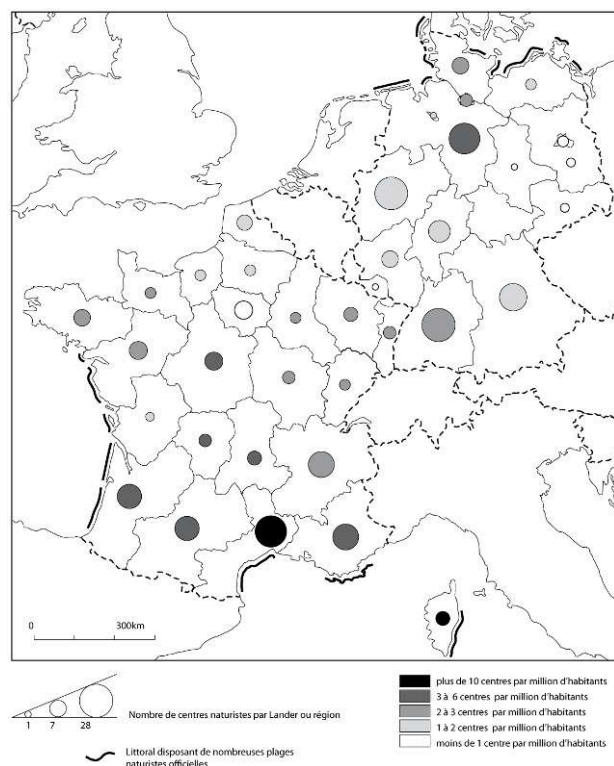 0
300km
1
7
28
Nombre de centres naturistes par Lander ou région
Littoral disposant de nombreuses plages
naturistes officielles
plus de 10 centres par million d'habitants
3 à 6 centres par million d'habitants
2 à 3 centres par million d'habitants
1 à 2 centres par million d'habitants
moins de 1 centre par million d'habitants